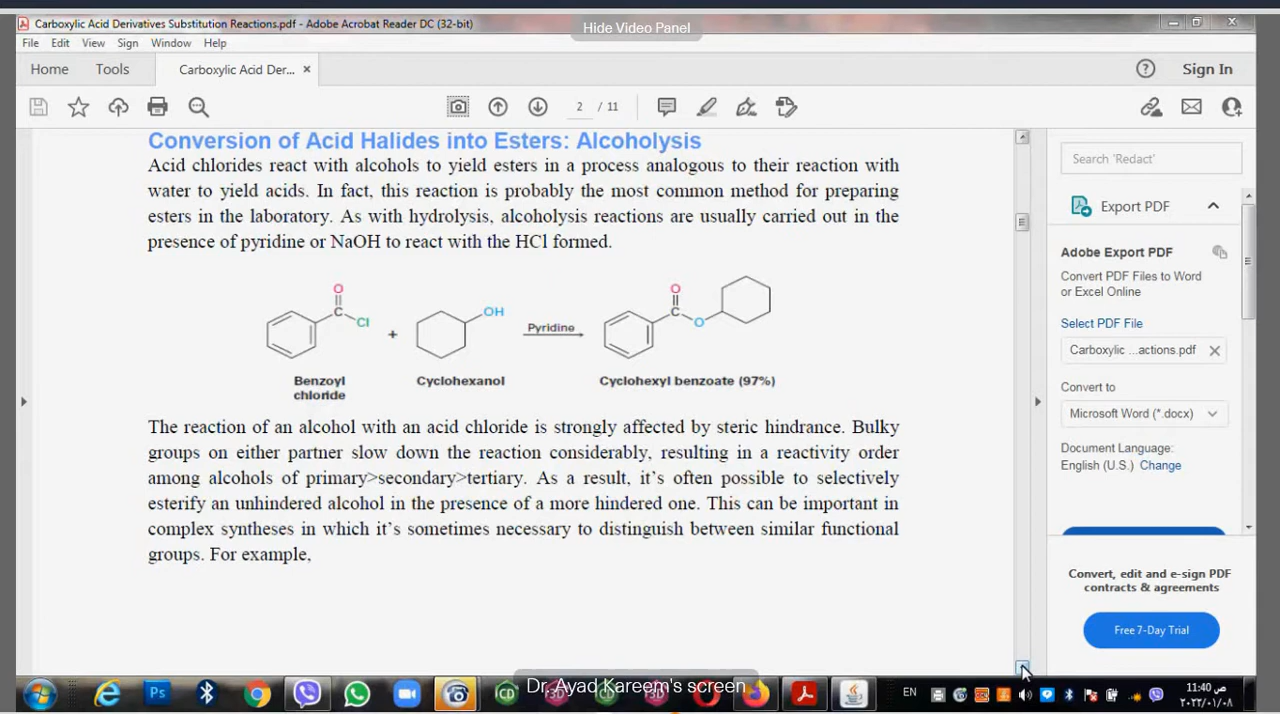 Carboxylic Acid Derivatives Substitution Reactions.pdf - Adobe Acrobat Reader DC (32-bit)
Hide Video Panel
File Edit View Sign Window Help
Home Tools Carboxylic Acid Der... × Sign In
2 / 11
Conversion of Acid Halides into Esters: Alcoholysis
Acid chlorides react with alcohols to yield esters in a process analogous to their reaction with
water to yield acids. In fact, this reaction is probably the most common method for preparing
esters in the laboratory. As with hydrolysis, alcoholysis reactions are usually carried out in the
presence of pyridine or NaOH to react with the HCl formed.
O
C
Cl
+
OH
Pyridine
O
C
O
Benzoyl
chloride
Cyclohexanol
Cyclohexyl benzoate (97%)
The reaction of an alcohol with an acid chloride is strongly affected by steric hindrance. Bulky
groups on either partner slow down the reaction considerably, resulting in a reactivity order
among alcohols of primary>secondary>tertiary. As a result, it's often possible to selectively
esterify an unhindered alcohol in the presence of a more hindered one. This can be important in
complex syntheses in which it's sometimes necessary to distinguish between similar functional
groups. For example,
Search 'Redact'
Export PDF
Adobe Export PDF
Convert PDF Files to Word
or Excel Online
Select PDF File
Carboxylic ...actions.pdf
Convert to
Microsoft Word (*.docx)
Document Language:
English (U.S.) Change
Convert, edit and e-sign PDF
contracts & agreements
Free 7-Day Trial
Dr. Ayad Kareem's screen
Ps
EN
11:40 ص
٢٠٢٢/٠١/٠٨